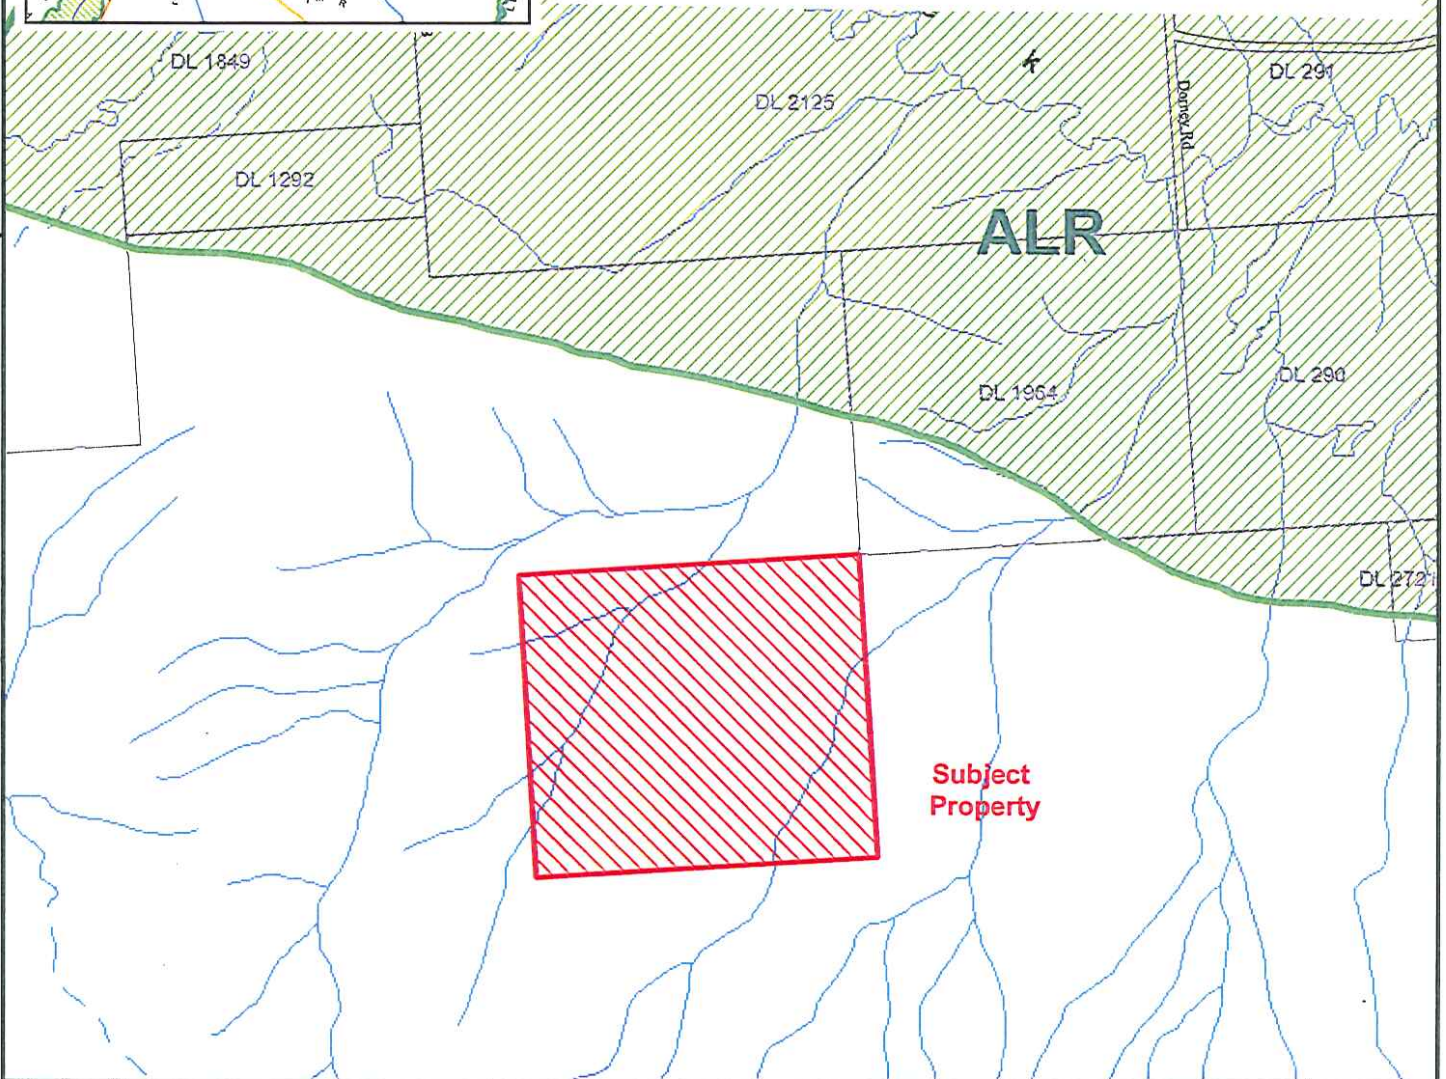 DL 1849
DL 2125
DL 291
Dorney Rd
DL 1292
ALR
DL 1964
DL 290
DL 2721
Subject
Property